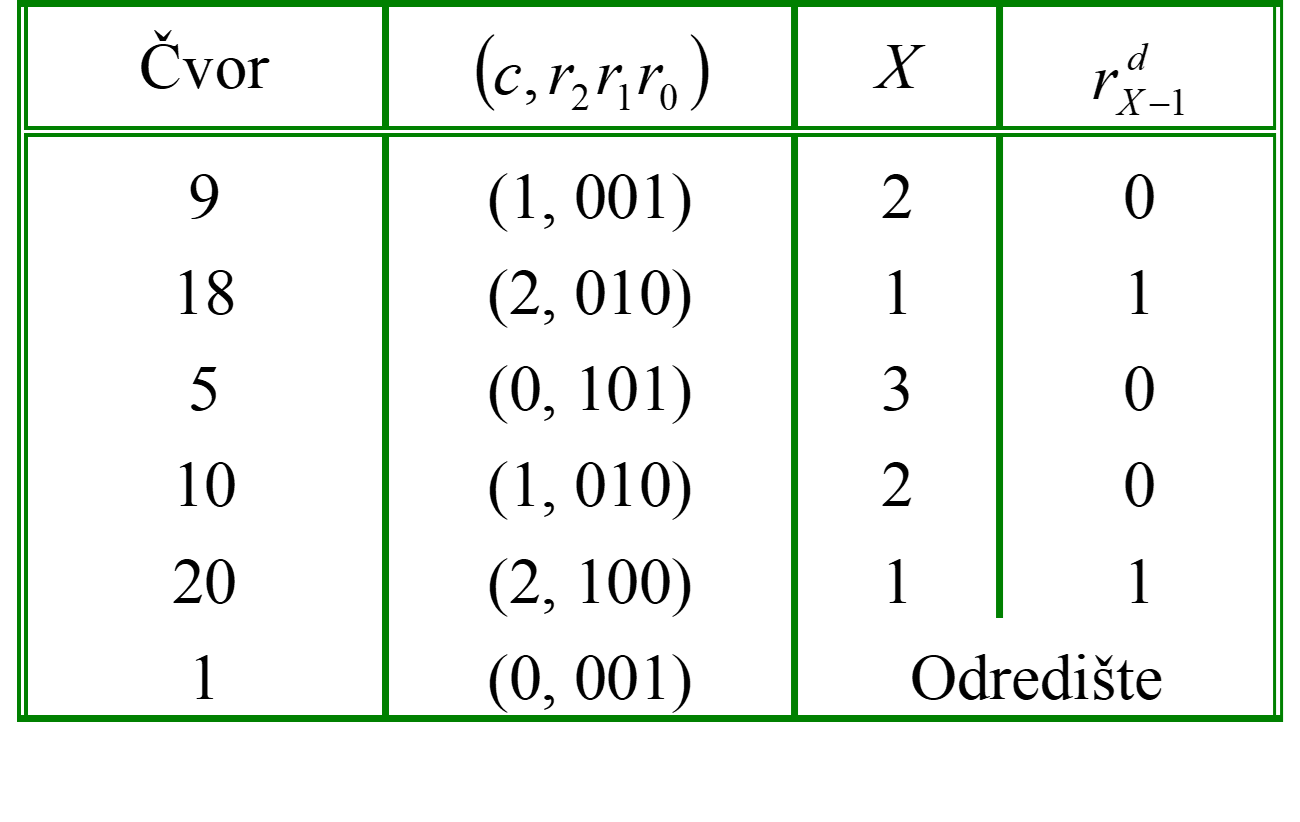 Čvor (c, r₂r₁r₀) X r^d_{X−1}
9 (1, 001) 2 0
18 (2, 010) 1 1
5 (0, 101) 3 0
10 (1, 010) 2 0
20 (2, 100) 1 1
1 (0, 001) Odredište